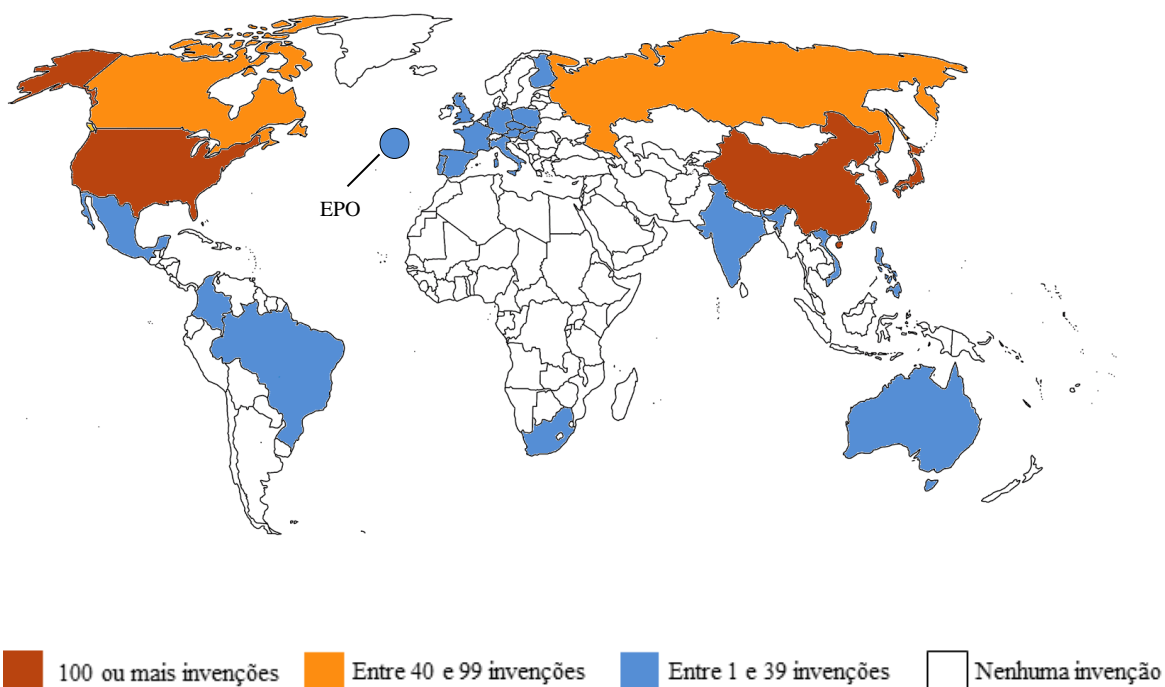 EPO
100 ou mais invenções
Entre 40 e 99 invenções
Entre 1 e 39 invenções
Nenhuma invenção